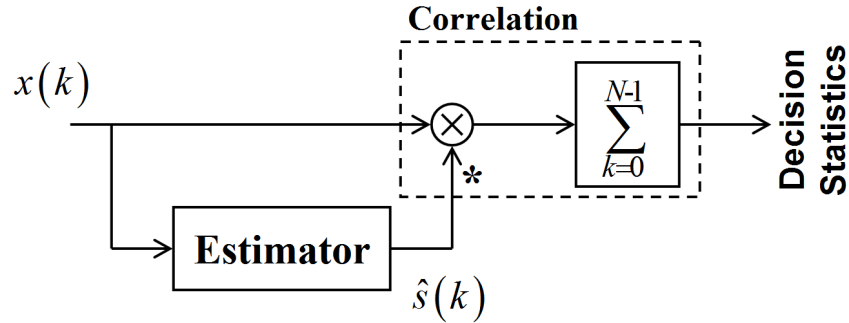 Correlation
x(k)
N-1
∑
k=0
*
Estimator
ŝ(k)
Decision
Statistics